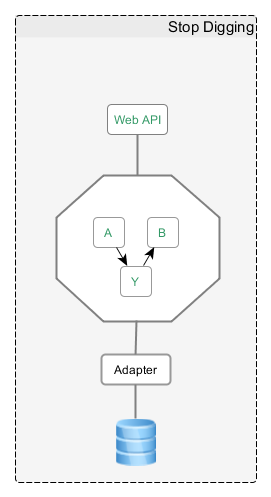 Stop Digging
Web API
A
B
Y
Adapter